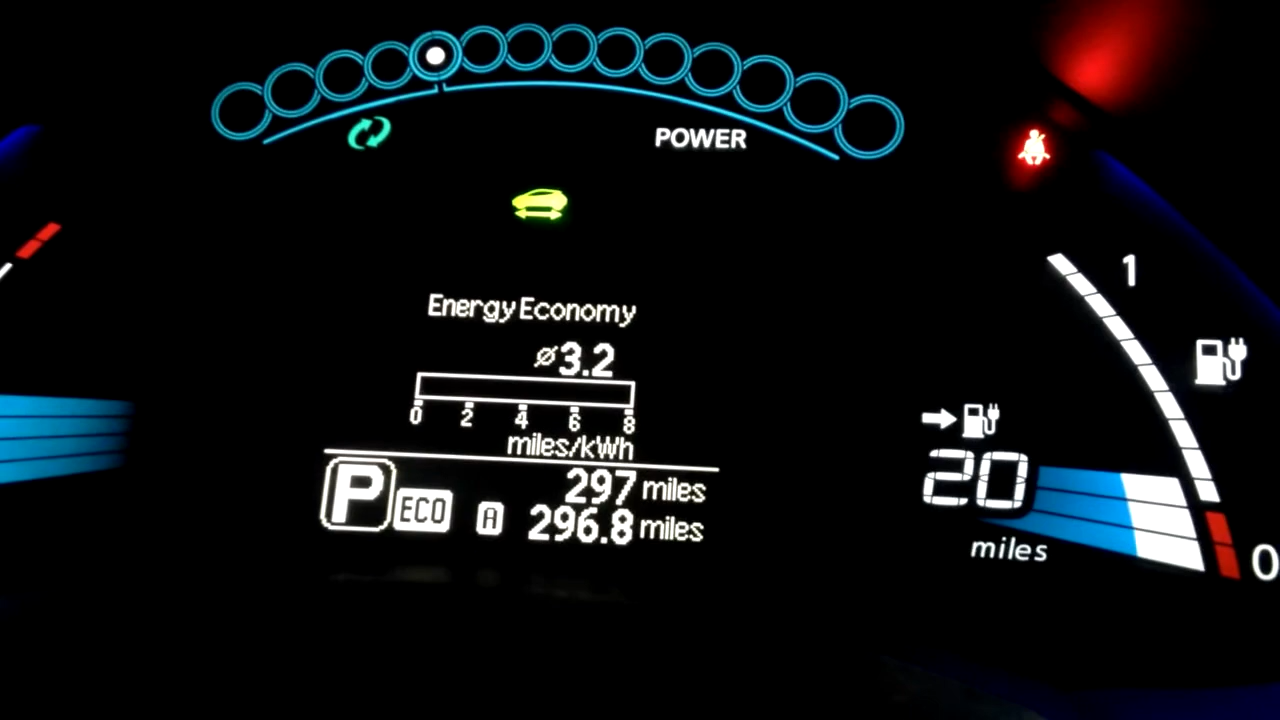 POWER
1
Energy Economy
⌀3.2
0 2 4 6 8
miles/kWh
P ECO 297 miles
A 296.8 miles
20
miles
0